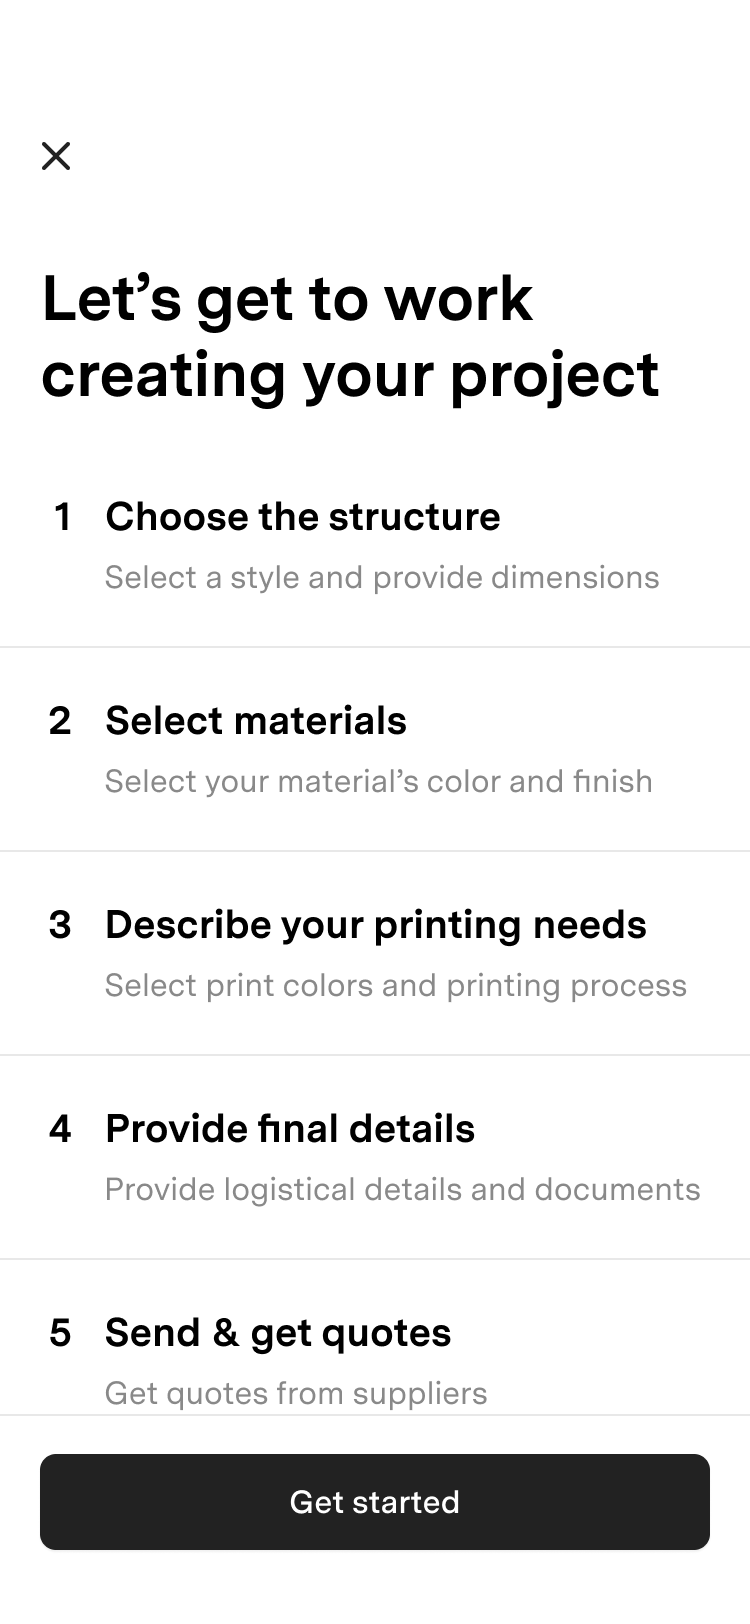 Let’s get to work
creating your project
1 Choose the structure
Select a style and provide dimensions
2 Select materials
Select your material’s color and finish
3 Describe your printing needs
Select print colors and printing process
4 Provide final details
Provide logistical details and documents
5 Send & get quotes
Get quotes from suppliers
Get started